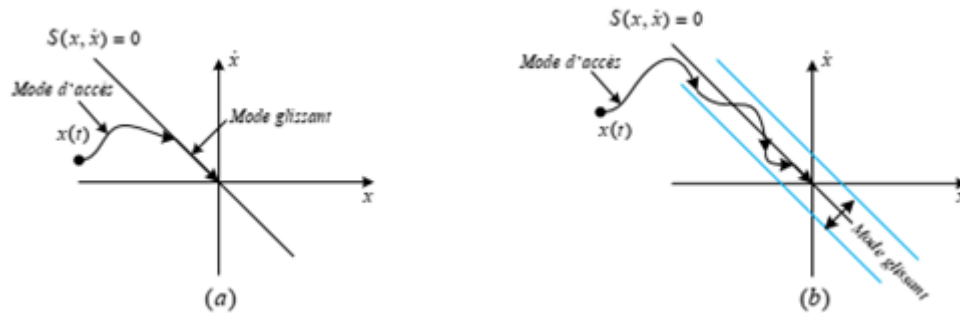 S(x, ẋ) = 0
ẋ
Mode d'accès
Mode glissant
x(t)
x
(a)
S(x, ẋ) = 0
ẋ
Mode d'accès
x(t)
x
Mode glissant
(b)